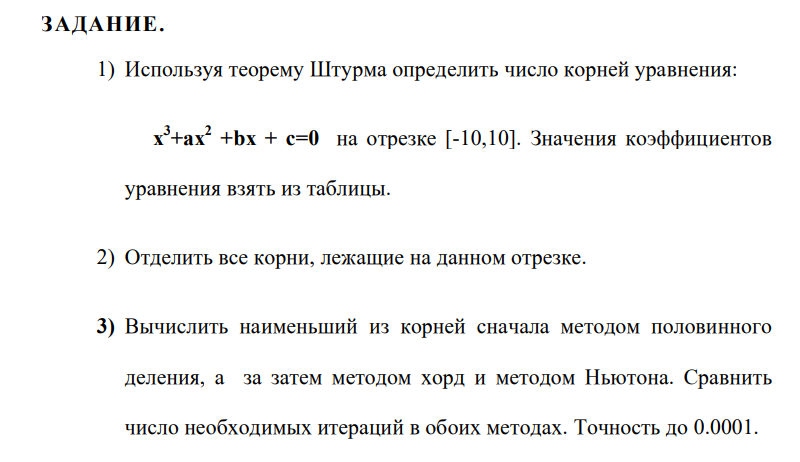 ЗАДАНИЕ.
1) Используя теорему Штурма определить число корней уравнения:
x³+ax² +bx + c=0 на отрезке [-10,10]. Значения коэффициентов
уравнения взять из таблицы.
2) Отделить все корни, лежащие на данном отрезке.
3) Вычислить наименьший из корней сначала методом половинного
деления, а за затем методом хорд и методом Ньютона. Сравнить
число необходимых итераций в обоих методах. Точность до 0.0001.